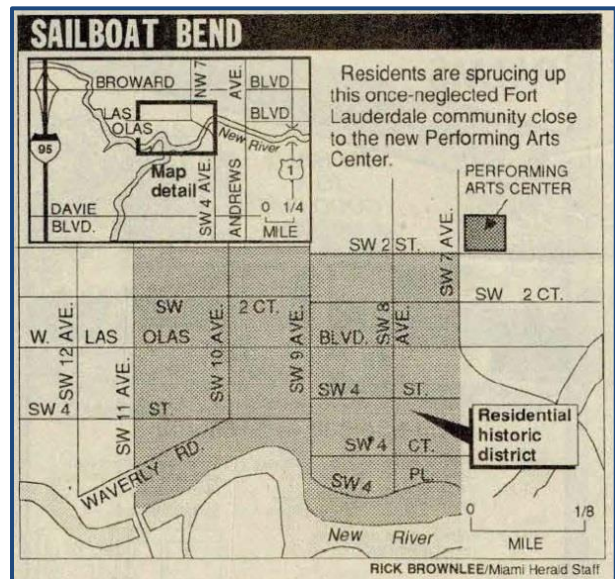 SAILBOAT BEND
BROWARD
NW 7
AVE.
BLVD
LAS
OLAS
BLVD
New River
95
Map
detail
SW 4 AVE.
ANDREWS
1
DAVIE
BLVD.
0 1/4
MILE
Residents are sprucing up
this once-neglected Fort
Lauderdale community close
to the new Performing Arts
Center.
PERFORMING
ARTS CENTER
SW 2 ST.
SW 7 AVE.
SW 2 CT.
SW 2 CT.
W. LAS OLAS BLVD.
SW 12 AVE.
SW 11 AVE.
SW 10 AVE.
SW 9 AVE.
SW 8 AVE.
SW 4 ST.
SW 4 ST.
Residential
historic
district
SW 4 CT.
WAVERLY RD.
SW 4 PL.
New River
0 1/8
MILE
RICK BROWNLEE/Miami Herald Staff